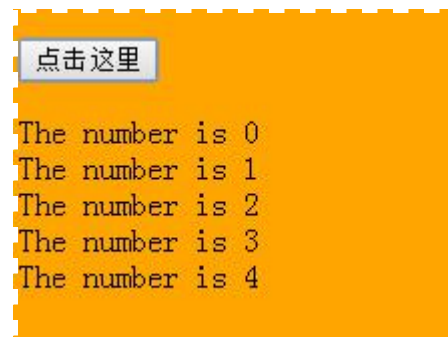 点击这里
The number is 0
The number is 1
The number is 2
The number is 3
The number is 4